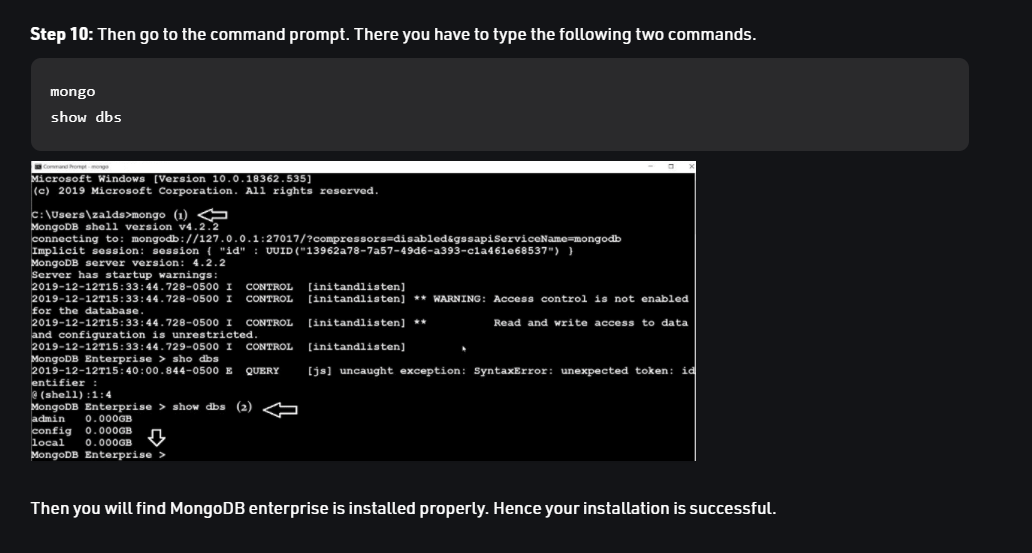 Step 10: Then go to the command prompt. There you have to type the following two commands.
mongo
show dbs
Command Prompt - mongo
Microsoft Windows [Version 10.0.18362.535]
(c) 2019 Microsoft Corporation. All rights reserved.
C:\Users\zalds>mongo (1)
MongoDB shell version v4.2.2
connecting to: mongodb://127.0.0.1:27017/?compressors=disabled&gssapiServiceName=mongodb
Implicit session: session { "id" : UUID("13962a78-7a57-49d6-a393-c1a461e68537") }
MongoDB server version: 4.2.2
Server has startup warnings:
2019-12-12T15:33:44.728-0500 I  CONTROL  [initandlisten]
2019-12-12T15:33:44.728-0500 I  CONTROL  [initandlisten] ** WARNING: Access control is not enabled
for the database.
2019-12-12T15:33:44.728-0500 I  CONTROL  [initandlisten] **          Read and write access to data
and configuration is unrestricted.
2019-12-12T15:33:44.729-0500 I  CONTROL  [initandlisten]
MongoDB Enterprise > sho dbs
2019-12-12T15:40:00.844-0500 E  QUERY    [js] uncaught exception: SyntaxError: unexpected token: id
entifier :
@(shell):1:4
MongoDB Enterprise > show dbs (2)
admin   0.000GB
config  0.000GB
local   0.000GB
MongoDB Enterprise >
Then you will find MongoDB enterprise is installed properly. Hence your installation is successful.